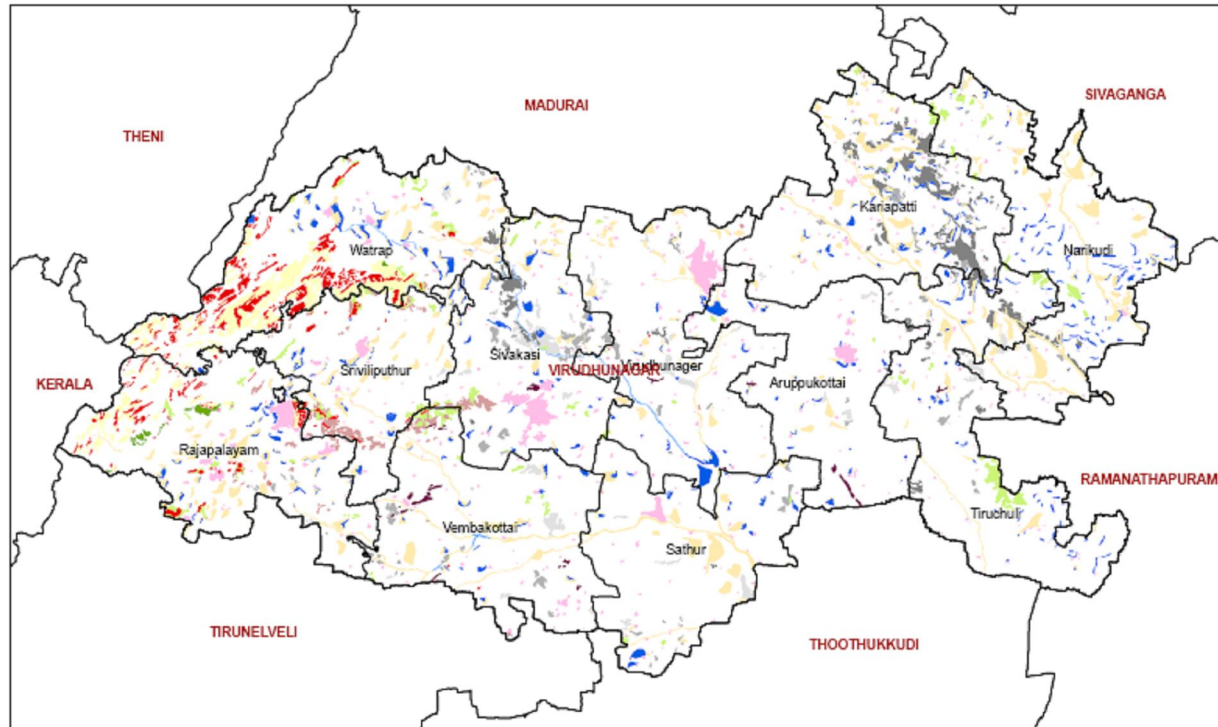 SIVAGANGA
MADURAI
THENI
Kariapatti
Watrap
Narikudi
Sivakasi
Virudhunager
VIRUDHUNAGAR
Srivilliputhur
KERALA
Aruppukottai
Rajapalayam
RAMANATHAPURAM
Tiruchuli
Vembakottai
Sathur
TIRUNELVELI
THOOTHUKKUDI